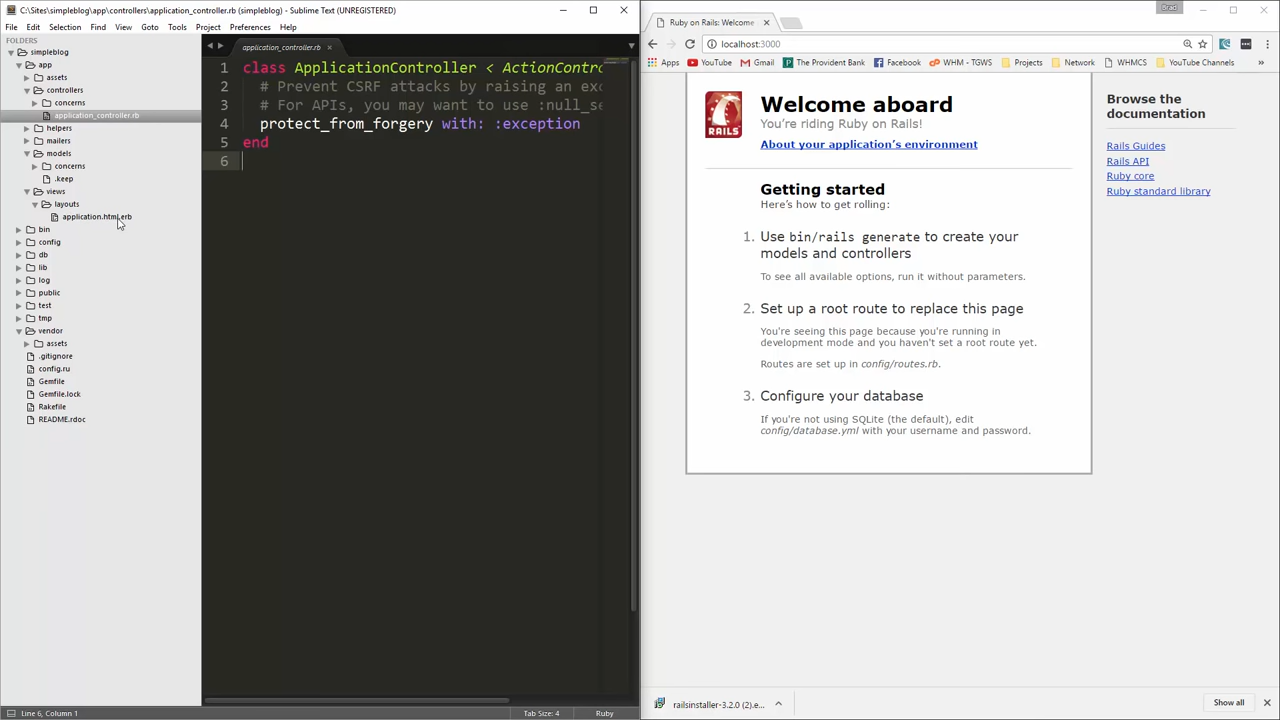 C:\Sites\simpleblog\app\controllers\application_controller.rb (simpleblog) - Sublime Text (UNREGISTERED)
File Edit Selection Find View Goto Tools Project Preferences Help
FOLDERS
simpleblog
app
assets
controllers
concerns
application_controller.rb
helpers
mailers
models
concerns
.keep
views
layouts
application.html.erb
bin
config
db
lib
log
public
test
tmp
vendor
assets
.gitignore
config.ru
Gemfile
Gemfile.lock
Rakefile
README.rdoc
application_controller.rb
1 class ApplicationController < ActionContro
2 # Prevent CSRF attacks by raising an exc
3 # For APIs, you may want to use :null_se
4 protect_from_forgery with: :exception
5 end
6
Line 6, Column 1
Tab Size: 4
Ruby
Brad
Ruby on Rails: Welcome
localhost:3000
Apps YouTube Gmail The Provident Bank Facebook WHM - TGWS Projects Network WHMCS YouTube Channels
RAILS
Welcome aboard
You're riding Ruby on Rails!
About your application's environment
Getting started
Here's how to get rolling:
1. Use bin/rails generate to create your
models and controllers
To see all available options, run it without parameters.
2. Set up a root route to replace this page
You're seeing this page because you're running in
development mode and you haven't set a root route yet.
Routes are set up in config/routes.rb.
3. Configure your database
If you're not using SQLite (the default), edit
config/database.yml with your username and password.
Browse the
documentation
Rails Guides
Rails API
Ruby core
Ruby standard library
railsinstaller-3.2.0 (2).e...
Show all